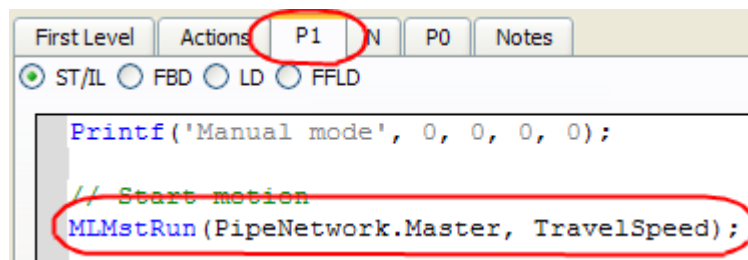 First Level Actions P1 N P0 Notes
ST/IL FBD LD FFLD
Printf('Manual mode', 0, 0, 0, 0);
// Start motion
MLMstRun(PipeNetwork.Master, TravelSpeed);